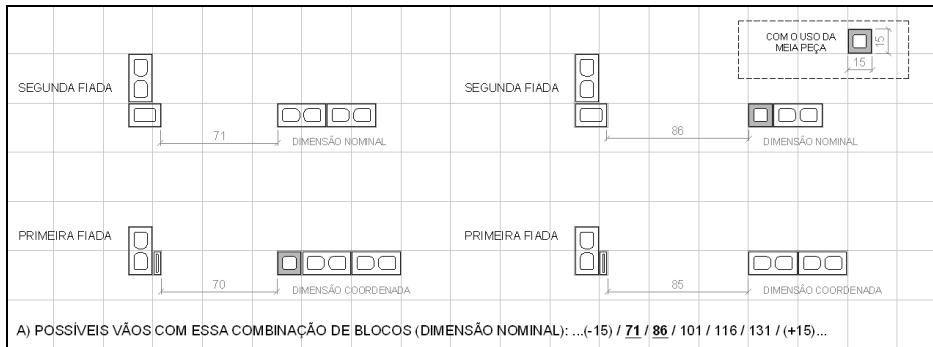 COM O USO DA
MEIA PEÇA
15
15
SEGUNDA FIADA
71
DIMENSÃO NOMINAL
SEGUNDA FIADA
86
DIMENSÃO NOMINAL
PRIMEIRA FIADA
70
DIMENSÃO COORDENADA
PRIMEIRA FIADA
85
DIMENSÃO COORDENADA
A) POSSÍVEIS VÃOS COM ESSA COMBINAÇÃO DE BLOCOS (DIMENSÃO NOMINAL): ...(-15) / 71 / 86 / 101 / 116 / 131 / (+15)...